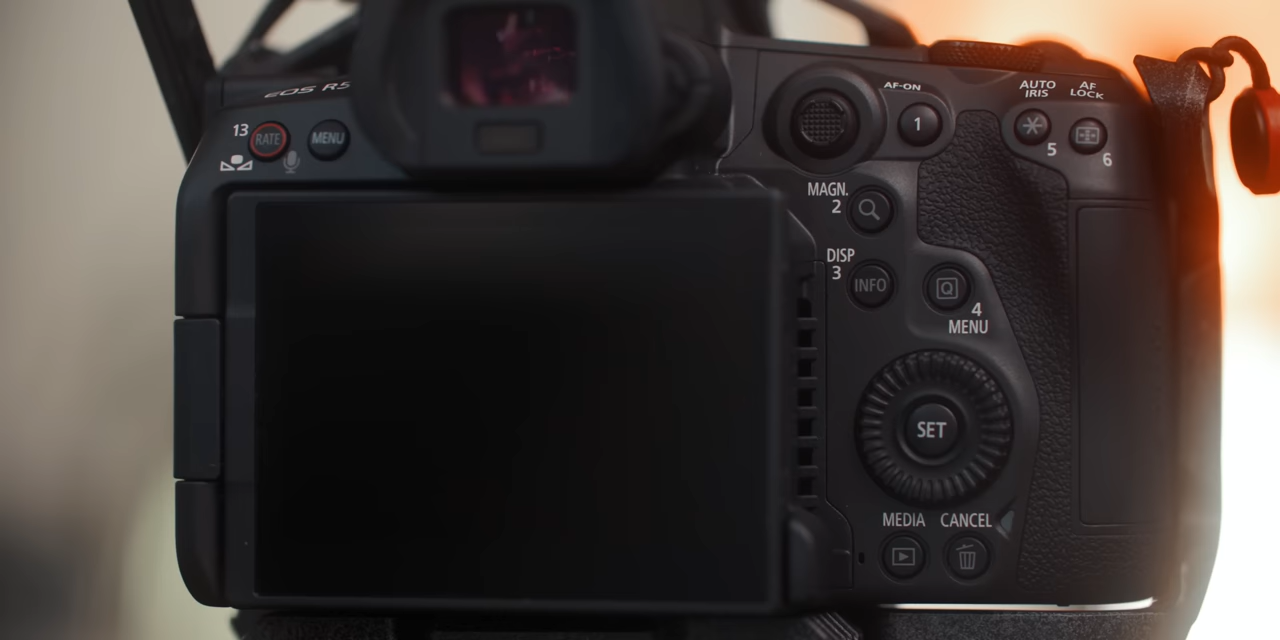 EOS R5
13
RATE
MENU
AF-ON
1
AUTO
IRIS
5
AF
LOCK
6
MAGN.
2
DISP
3
INFO
Q
4
MENU
SET
MEDIA
CANCEL